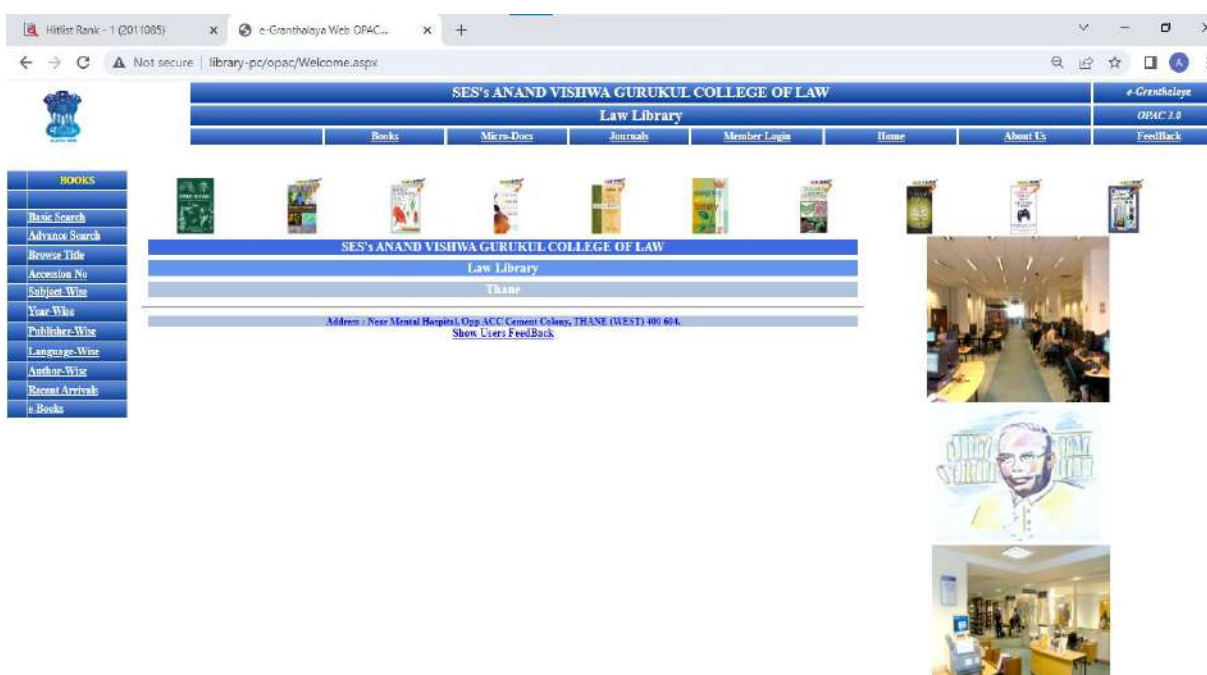 Hitlist Rank - 1 (2011085)
e-Granthalaya Web OPAC...
Not secure library-pc/opac/Welcome.aspx
A
SES's ANAND VISHWA GURUKUL COLLEGE OF LAW
e-Granthalaya
Law Library
OPAC 3.0
Books Micro-Docs Journals Member Login Home About Us FeedBack
BOOKS
Basic Search
Advance Search
Browse Title
Accession No
Subject-Wise
Year-Wise
Publisher-Wise
Language-Wise
Author-Wise
Recent Arrivals
e-Books
SES's ANAND VISHWA GURUKUL COLLEGE OF LAW
Law Library
Thane
Address : Near Mental Hospital, Opp ACC Cement Colony, THANE (WEST) 400 604.
Show Users FeedBack